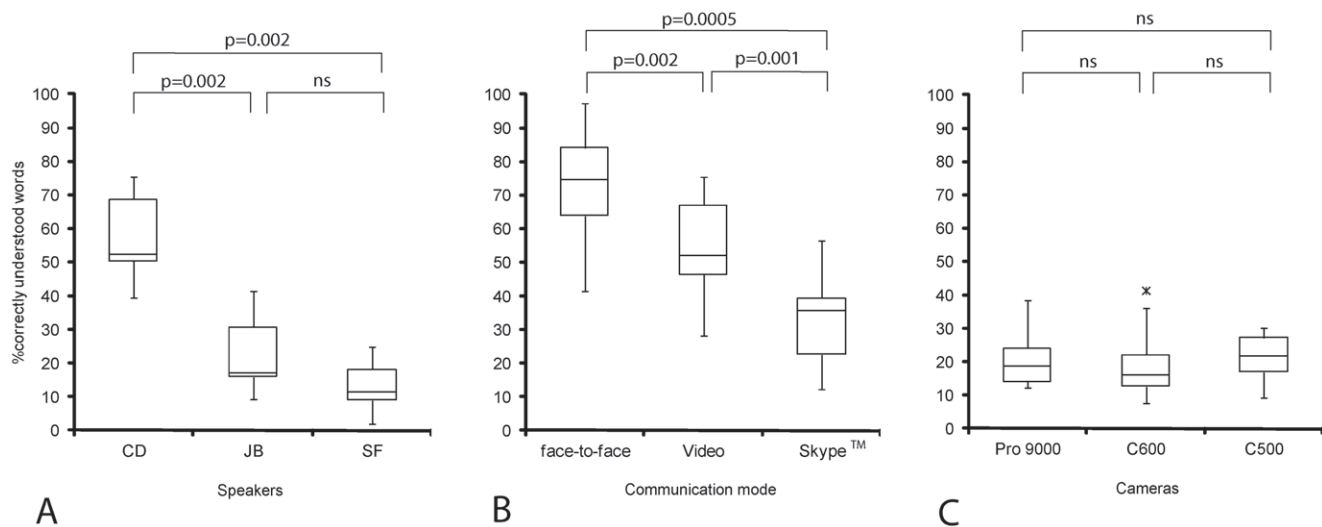 p=0.002
p=0.002
ns
100
90
80
70
60
50
40
30
20
10
0
%correctly understood words
CD
JB
SF
Speakers
A
p=0.0005
p=0.002
p=0.001
100
90
80
70
60
50
40
30
20
10
0
face-to-face
Video
Skype™
Communication mode
B
ns
ns
ns
100
90
80
70
60
50
40
30
20
10
0
Pro 9000
C600
C500
Cameras
C